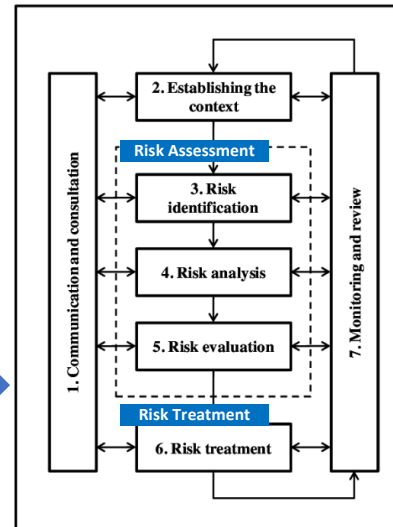 1. Communication and consultation
2. Establishing the
context
Risk Assessment
3. Risk
identification
4. Risk analysis
5. Risk evaluation
Risk Treatment
6. Risk treatment
7. Monitoring and review